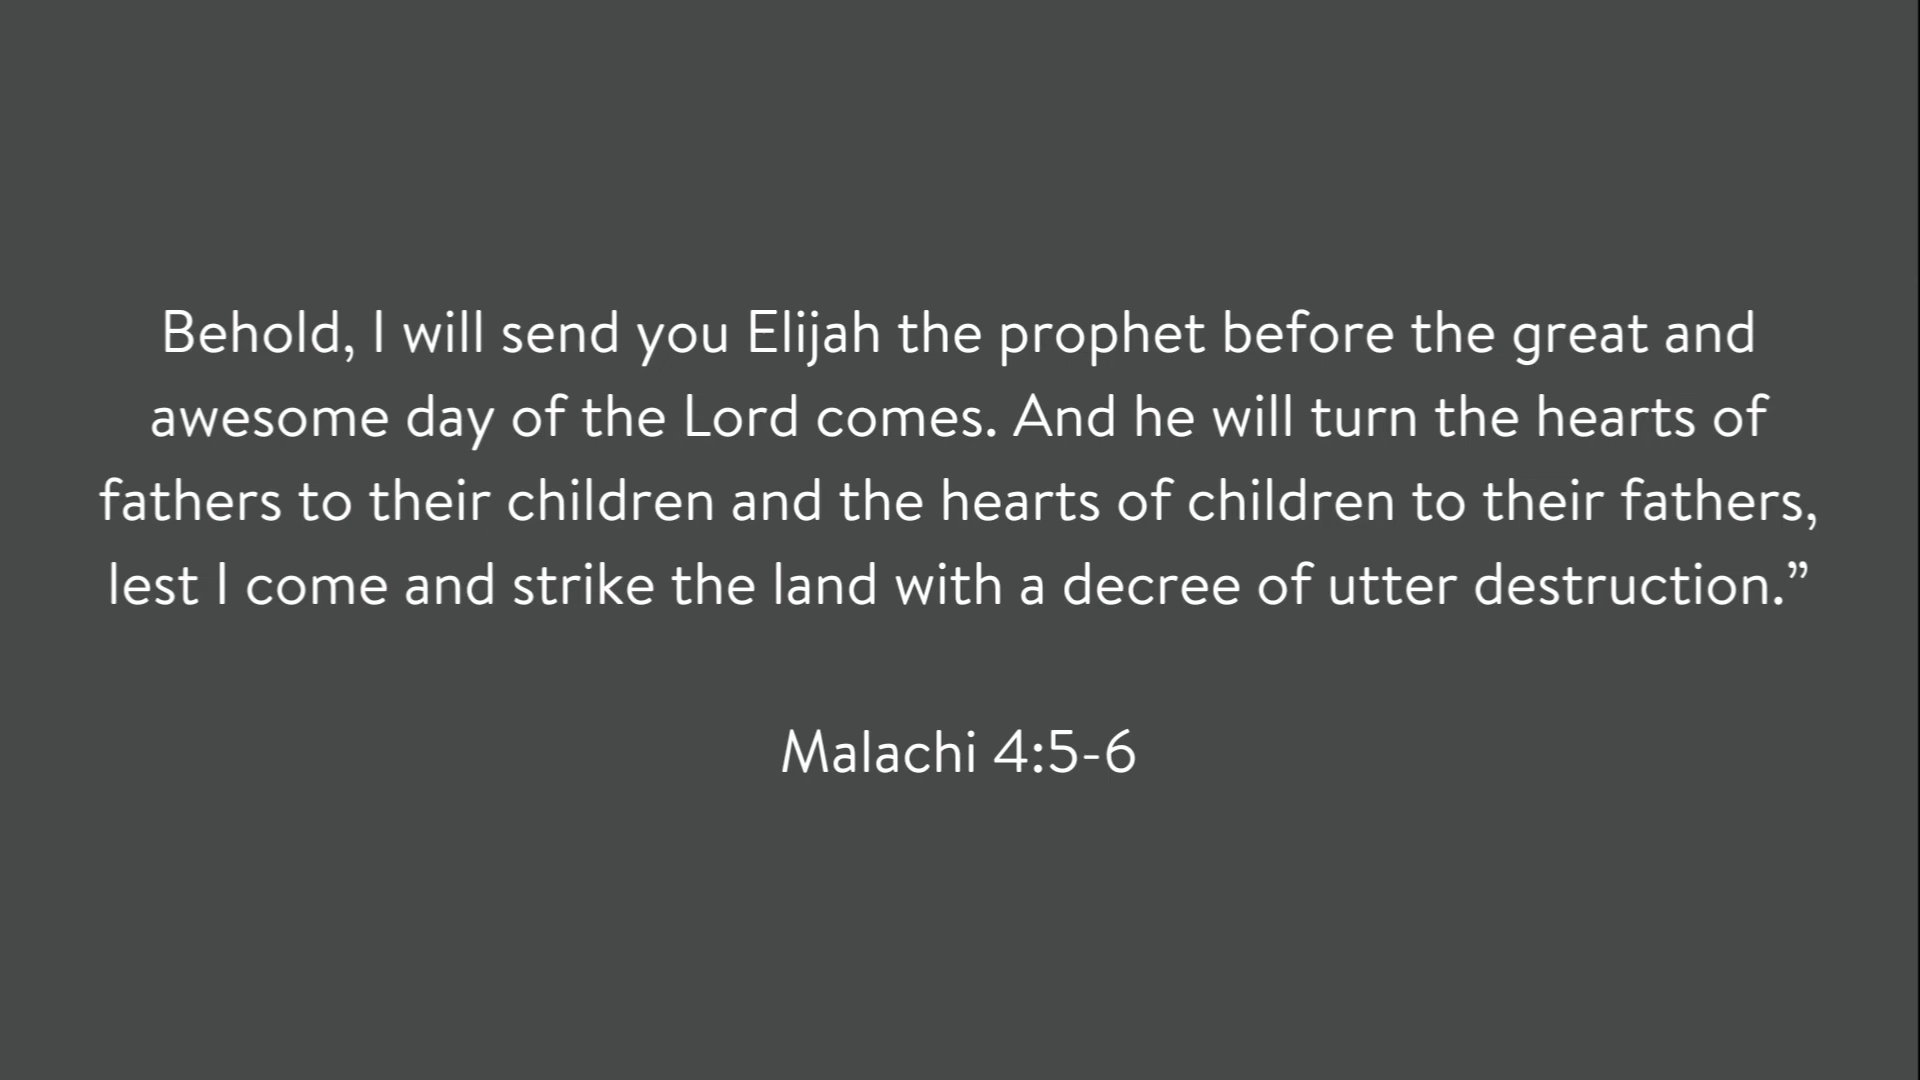 Behold, I will send you Elijah the prophet before the great and
awesome day of the Lord comes. And he will turn the hearts of
fathers to their children and the hearts of children to their fathers,
lest I come and strike the land with a decree of utter destruction.”
Malachi 4:5-6